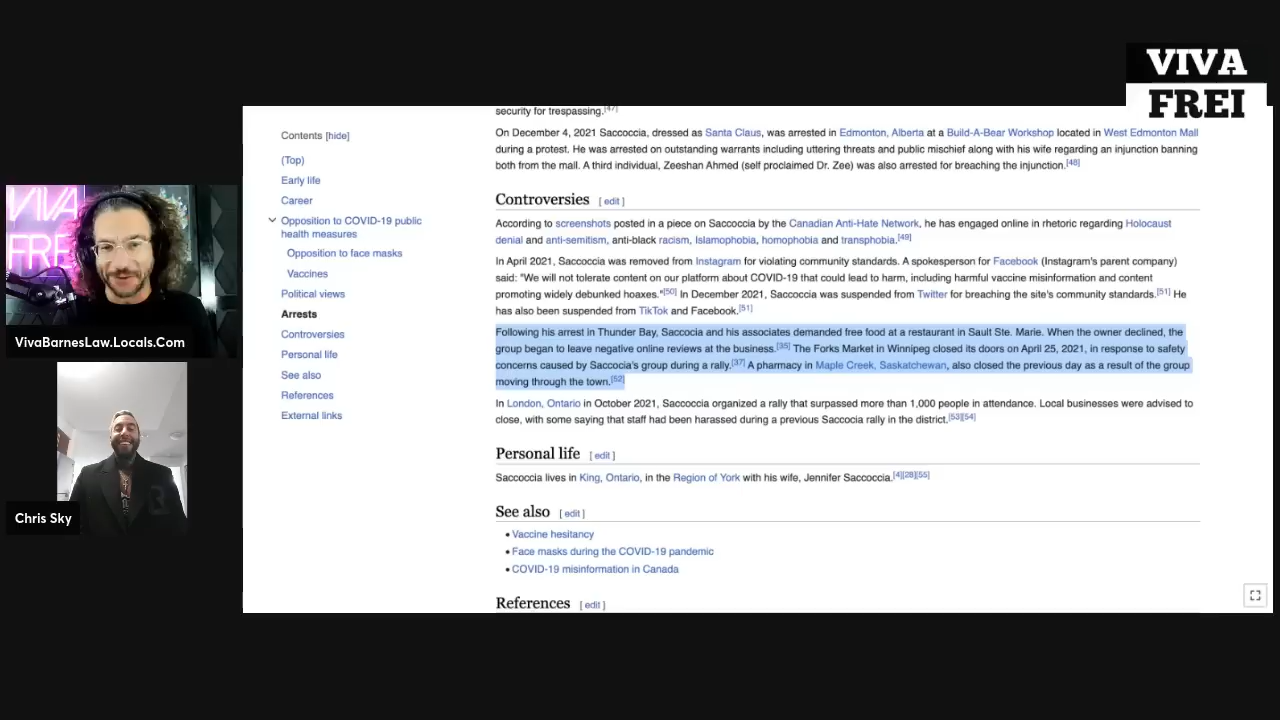 VIVA
FREI
security for trespassing.[47]
On December 4, 2021 Saccoccia, dressed as Santa Claus, was arrested in Edmonton, Alberta at a Build-A-Bear Workshop located in West Edmonton Mall
during a protest. He was arrested on outstanding warrants including uttering threats and public mischief along with his wife regarding an injunction banning
both from the mall. A third individual, Zeeshan Ahmed (self proclaimed Dr. Zee) was also arrested for breaching the injunction.[48]
Contents [hide]
(Top)
Early life
Career
Opposition to COVID-19 public
health measures
Opposition to face masks
Vaccines
Political views
Arrests
Controversies
Personal life
See also
References
External links
Controversies [ edit ]
According to screenshots posted in a piece on Saccoccia by the Canadian Anti-Hate Network, he has engaged online in rhetoric regarding Holocaust
denial and anti-semitism, anti-black racism, Islamophobia, homophobia and transphobia.[49]
In April 2021, Saccoccia was removed from Instagram for violating community standards. A spokesperson for Facebook (Instagram's parent company)
said: "We will not tolerate content on our platform about COVID-19 that could lead to harm, including harmful vaccine misinformation and content
promoting widely debunked hoaxes."[50] In December 2021, Saccoccia was suspended from Twitter for breaching the site's community standards.[51] He
has also been suspended from TikTok and Facebook.[51]
Following his arrest in Thunder Bay, Saccocia and his associates demanded free food at a restaurant in Sault Ste. Marie. When the owner declined, the
group began to leave negative online reviews at the business.[35] The Forks Market in Winnipeg closed its doors on April 25, 2021, in response to safety
concerns caused by Saccocia's group during a rally.[37] A pharmacy in Maple Creek, Saskatchewan, also closed the previous day as a result of the group
moving through the town.[52]
In London, Ontario in October 2021, Saccoccia organized a rally that surpassed more than 1,000 people in attendance. Local businesses were advised to
close, with some saying that staff had been harassed during a previous Saccoccia rally in the district.[53][54]
Personal life [ edit ]
Saccoccia lives in King, Ontario, in the Region of York with his wife, Jennifer Saccoccia.[4][28][55]
See also [ edit ]
Vaccine hesitancy
Face masks during the COVID-19 pandemic
COVID-19 misinformation in Canada
References [ edit ]
VIVA
FRE
VivaBarnesLaw.Locals.Com
Chris Sky